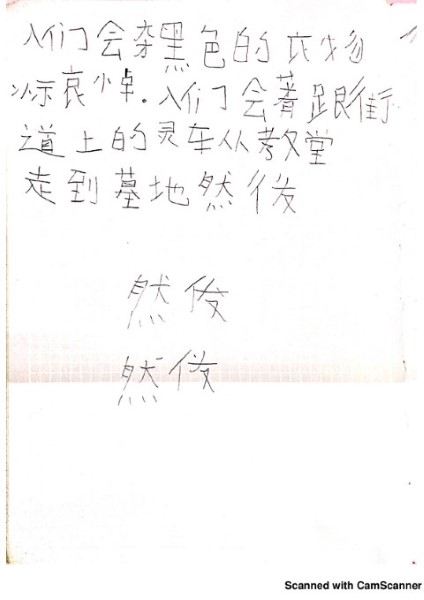 人们会穿黑色的衣物
以示哀悼.人们会着跟街
道上的灵车从教堂
走到墓地然後
然後
然後
Scanned with CamScanner